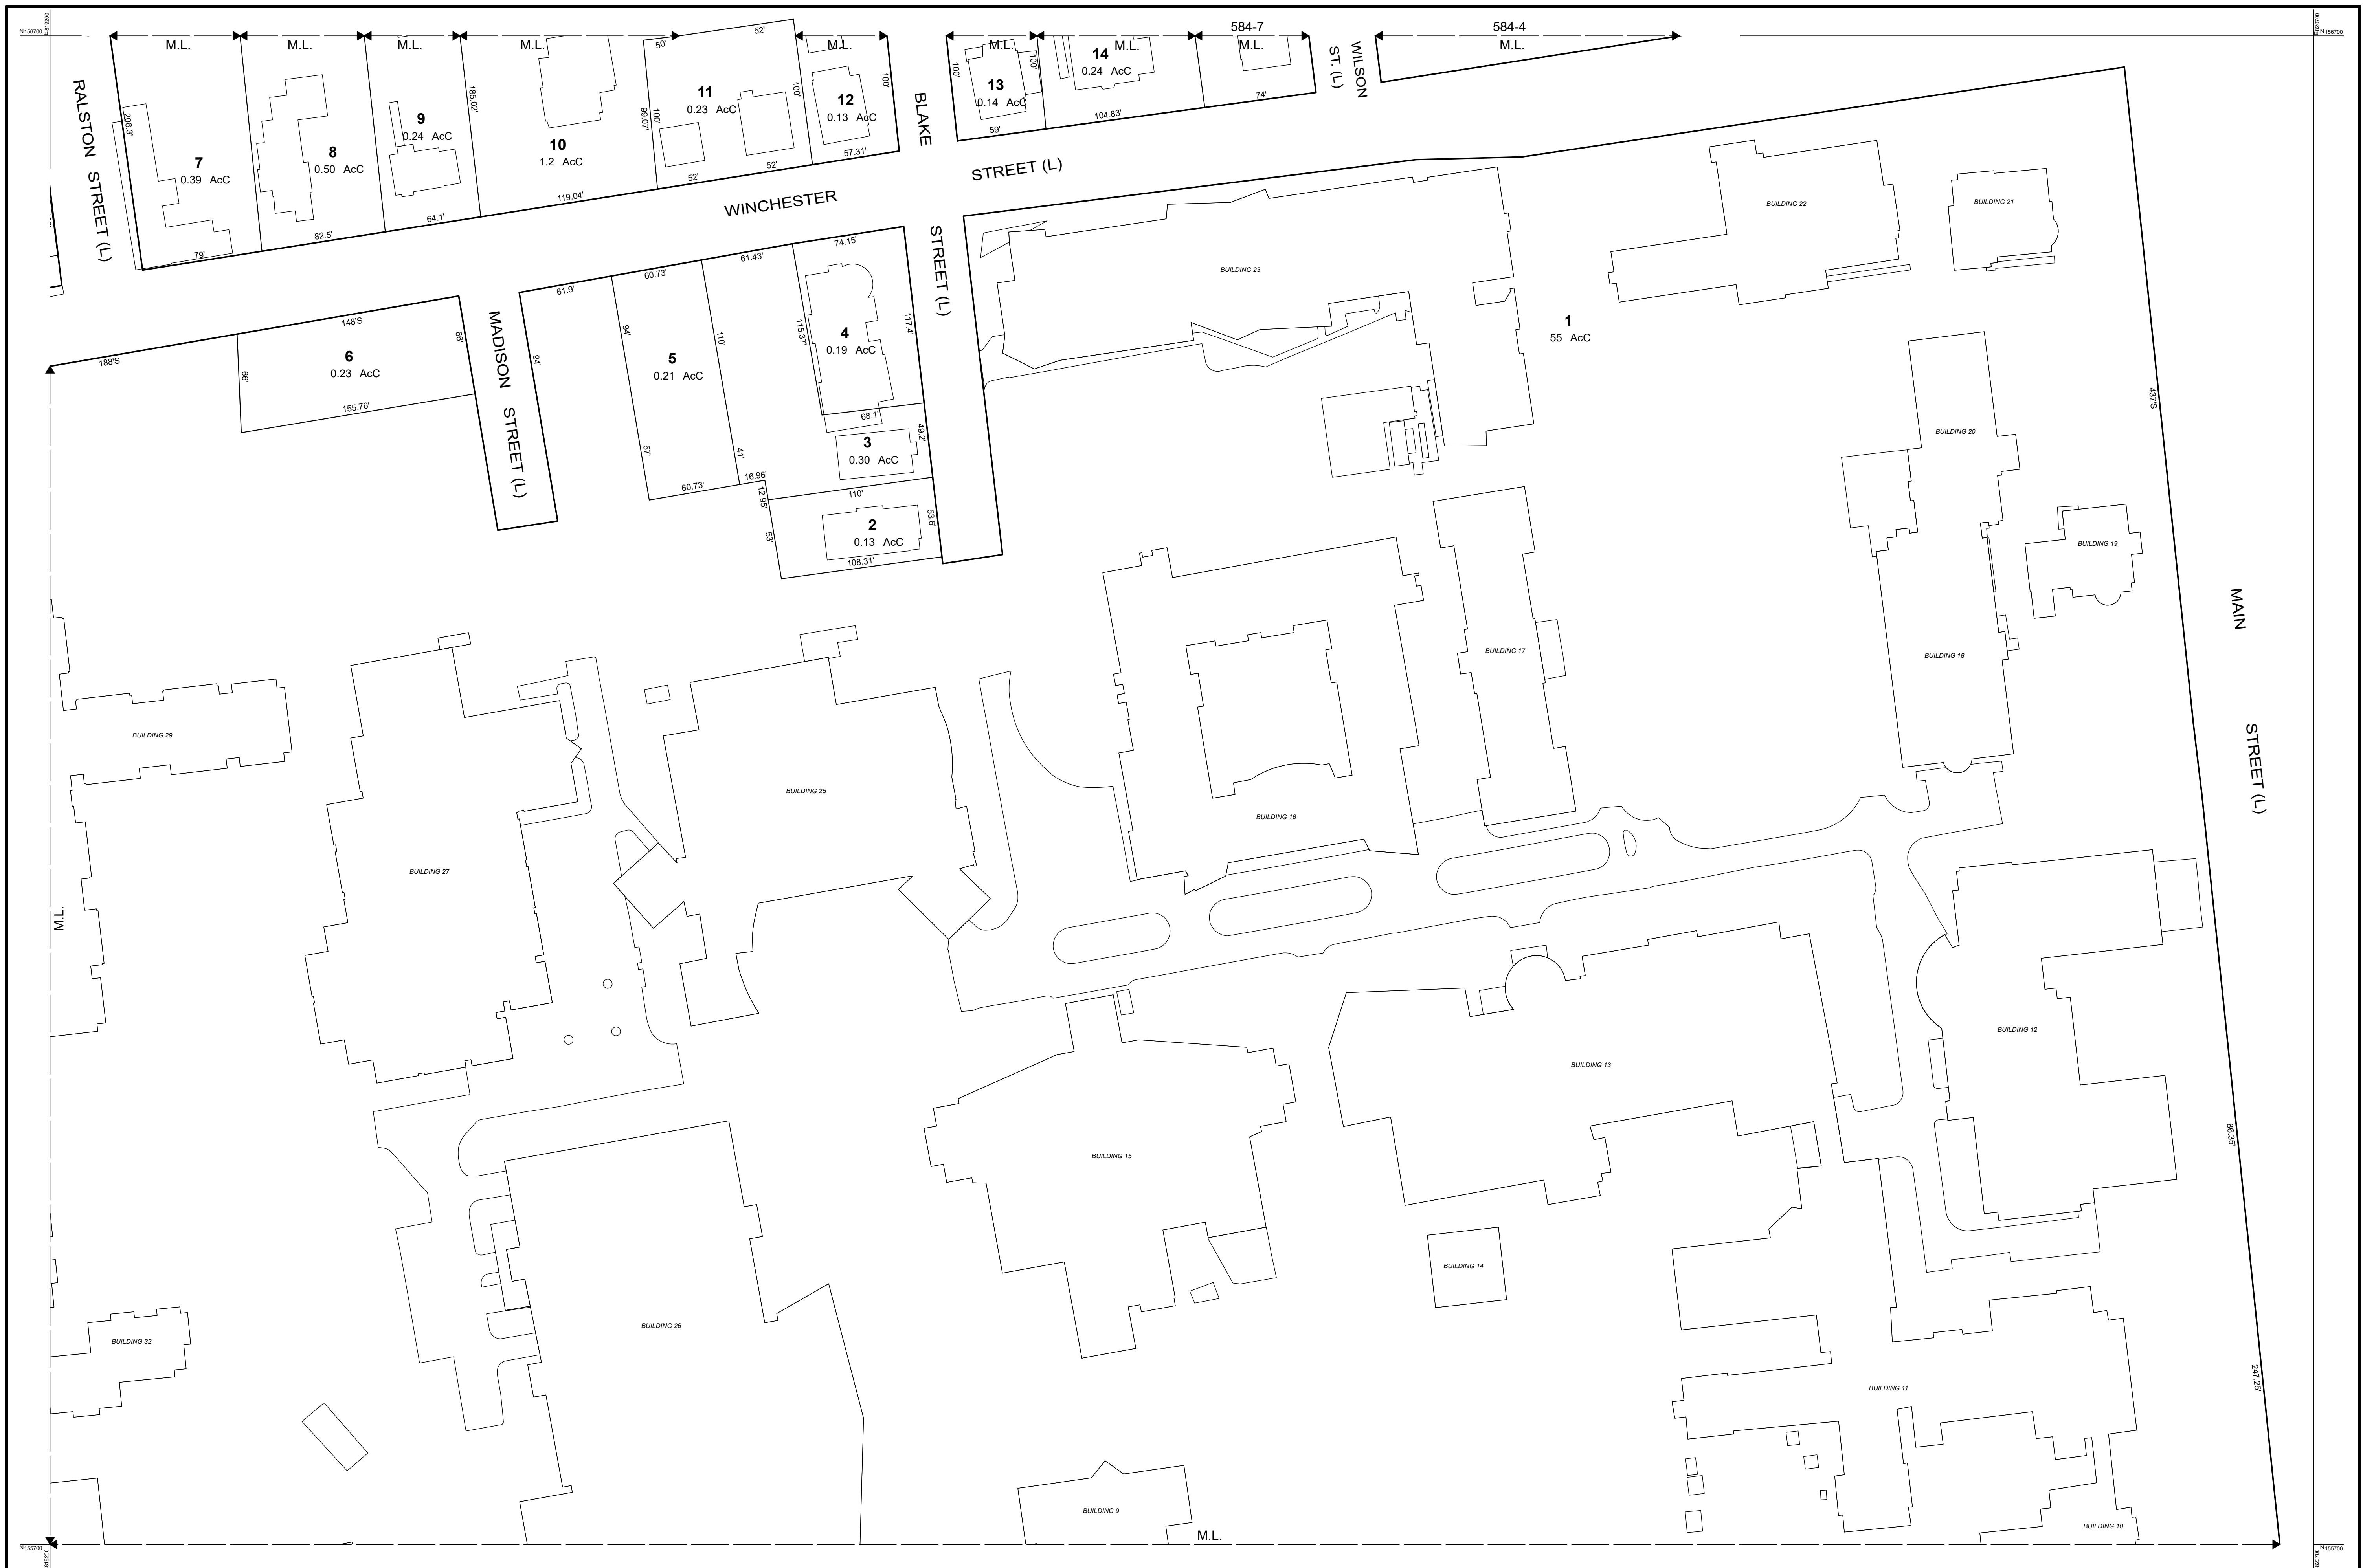 N156700
E 819200
M.L.
M.L.
M.L.
M.L.
M.L.
M.L.
M.L.
584-7
M.L.
584-4
M.L.
E 820700
N156700
RALSTON STREET (L)
206.3'
7
0.39 AcC
79'
8
0.50 AcC
82.5'
9
0.24 AcC
64.1'
185.02'
10
1.2 AcC
119.04'
99.07'
100'
50'
52'
11
0.23 AcC
52'
52'
100'
12
0.13 AcC
57.31'
100'
BLAKE
STREET (L)
100'
13
0.14 AcC
59'
100'
14
0.24 AcC
104.83'
74'
WILSON
ST. (L)
WINCHESTER
STREET (L)
188'S
148'S
66'
66'
6
0.23 AcC
155.76'
MADISON STREET (L)
61.9'
94'
94'
57'
60.73'
5
0.21 AcC
60.73'
61.43'
110'
41'
16.96'
12.95'
74.15'
115.37'
4
0.19 AcC
117.4'
68.1'
3
0.30 AcC
49.2'
110'
2
0.13 AcC
53.6'
53'
108.31'
1
55 AcC
BUILDING 23
BUILDING 22
BUILDING 21
BUILDING 20
BUILDING 19
BUILDING 18
BUILDING 17
BUILDING 16
BUILDING 29
BUILDING 27
BUILDING 25
437'S
MAIN
STREET (L)
M.L.
BUILDING 12
BUILDING 13
BUILDING 15
86.35'
BUILDING 14
BUILDING 26
BUILDING 32
BUILDING 11
247.25'
BUILDING 9
BUILDING 10
M.L.
N155700
E 819200
E 820700
N155700